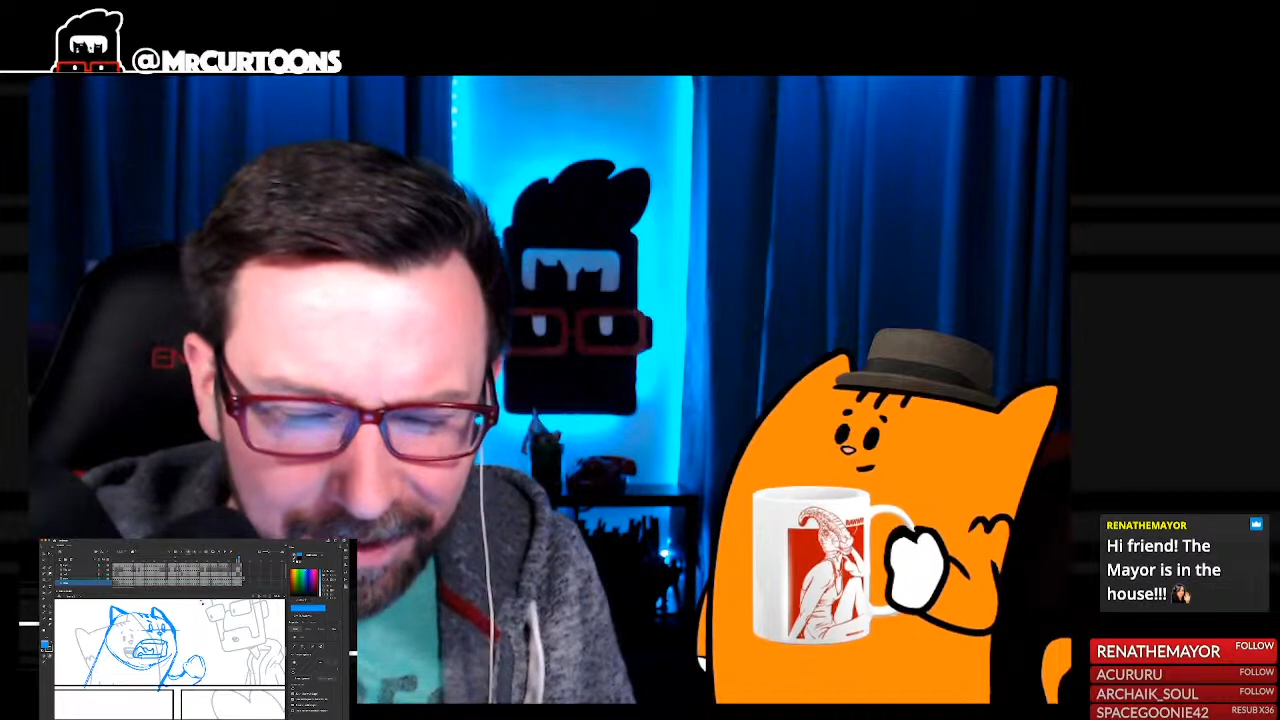 @MRCURTOONS
RENATHEMAYOR
Hi friend! The
Mayor is in the
house!!!
RENATHEMAYOR FOLLOW
ACURURU FOLLOW
ARCHAIK_SOUL FOLLOW
SPACEGOONIE42 RESUB X36